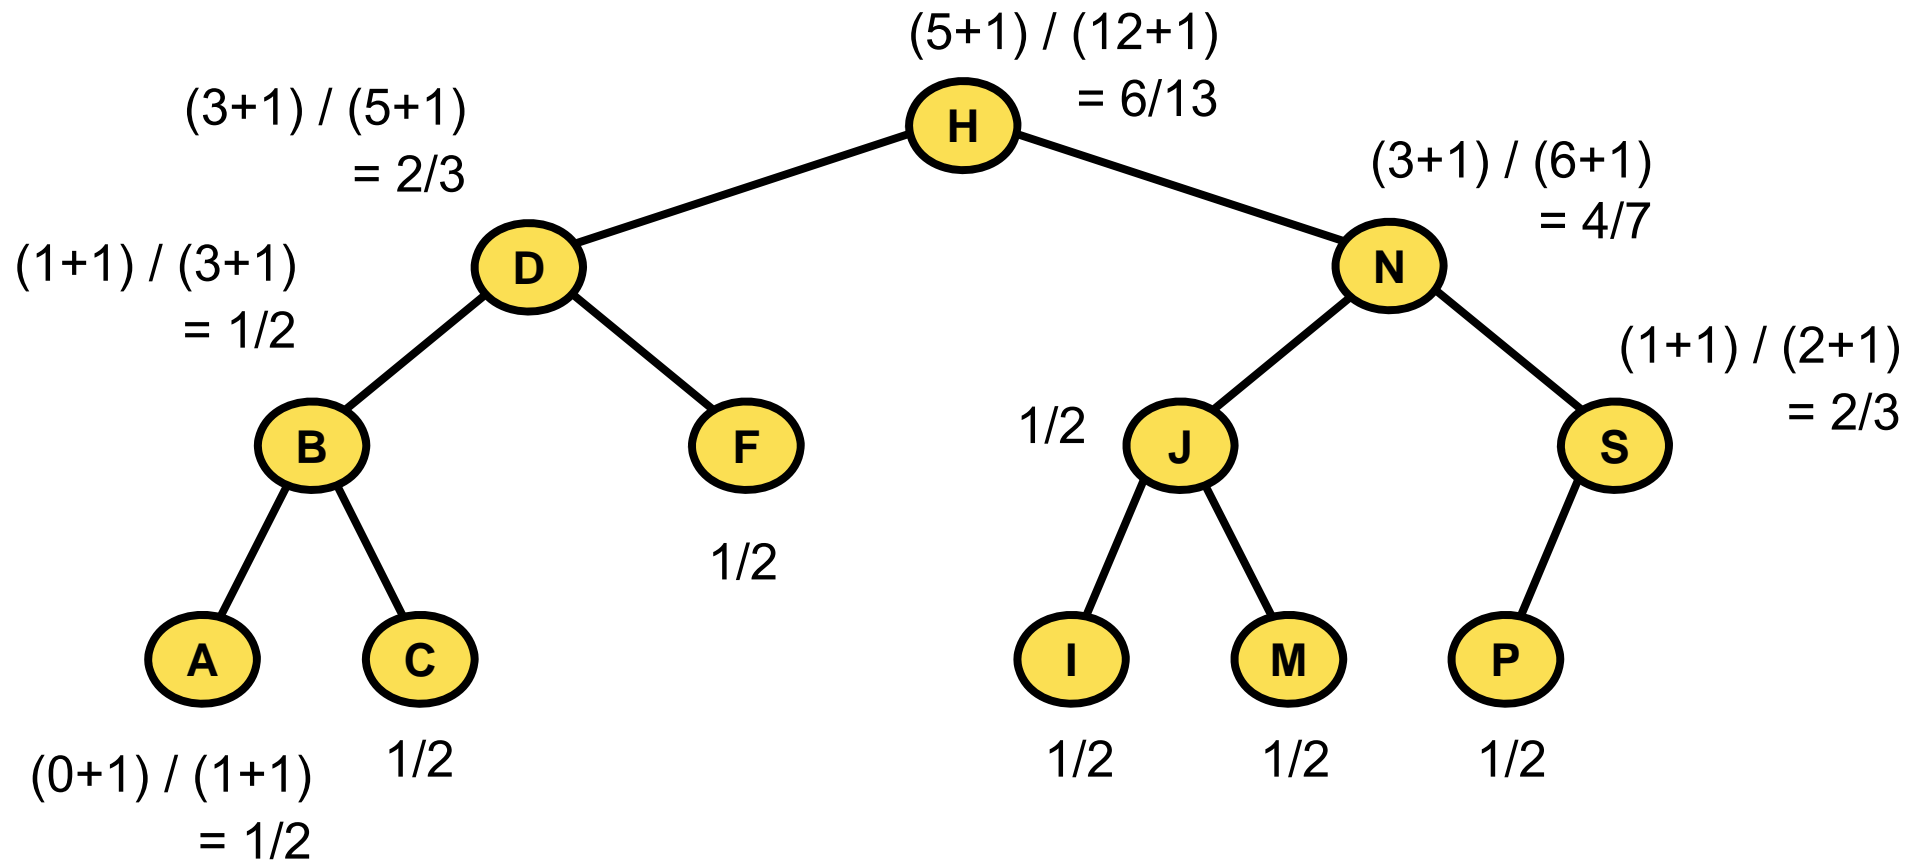 (5+1) / (12+1)
= 6/13
H
(3+1) / (5+1)
= 2/3
(3+1) / (6+1)
= 4/7
D
N
(1+1) / (3+1)
= 1/2
(1+1) / (2+1)
= 2/3
B
F
1/2
J
S
1/2
A
C
I
M
P
(0+1) / (1+1)
= 1/2
1/2
1/2
1/2
1/2